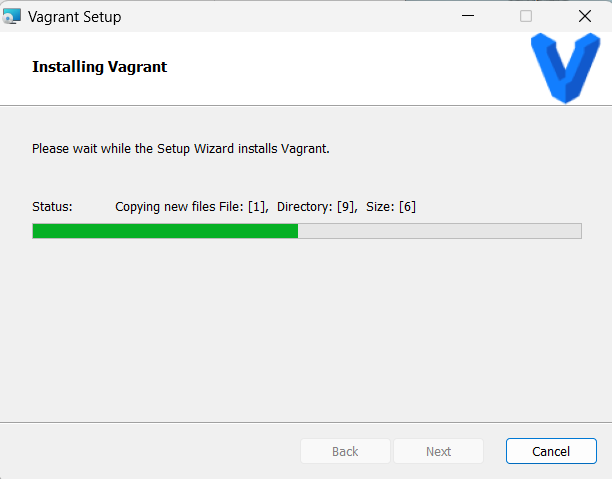 Vagrant Setup
Installing Vagrant
Please wait while the Setup Wizard installs Vagrant.
Status: Copying new files File: [1], Directory: [9], Size: [6]
Back Next Cancel